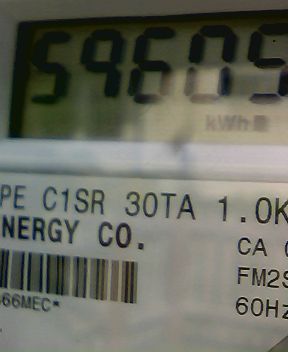 59605
kWh
PE C1SR 30TA 1.0K
NERGY CO.
CA
FM2S
66MEC*
60Hz